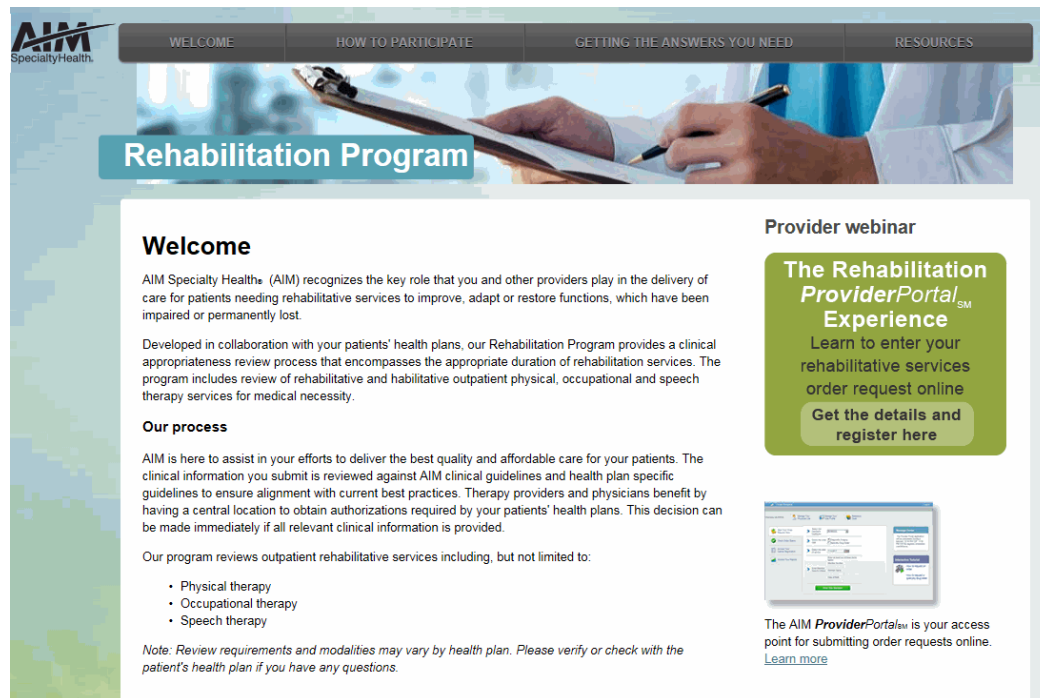 AIM
SpecialtyHealth®
WELCOME
HOW TO PARTICIPATE
GETTING THE ANSWERS YOU NEED
RESOURCES
Rehabilitation Program
Welcome
AIM Specialty Health® (AIM) recognizes the key role that you and other providers play in the delivery of
care for patients needing rehabilitative services to improve, adapt or restore functions, which have been
impaired or permanently lost.
Developed in collaboration with your patients' health plans, our Rehabilitation Program provides a clinical
appropriateness review process that encompasses the appropriate duration of rehabilitation services. The
program includes review of rehabilitative and habilitative outpatient physical, occupational and speech
therapy services for medical necessity.
Our process
AIM is here to assist in your efforts to deliver the best quality and affordable care for your patients. The
clinical information you submit is reviewed against AIM clinical guidelines and health plan specific
guidelines to ensure alignment with current best practices. Therapy providers and physicians benefit by
having a central location to obtain authorizations required by your patients' health plans. This decision can
be made immediately if all relevant clinical information is provided.
Our program reviews outpatient rehabilitative services including, but not limited to:
• Physical therapy
• Occupational therapy
• Speech therapy
Note: Review requirements and modalities may vary by health plan. Please verify or check with the
patient's health plan if you have any questions.
Provider webinar
The Rehabilitation
ProviderPortal SM
Experience
Learn to enter your
rehabilitative services
order request online
Get the details and
register here
The AIM ProviderPortal SM is your access
point for submitting order requests online.
Learn more